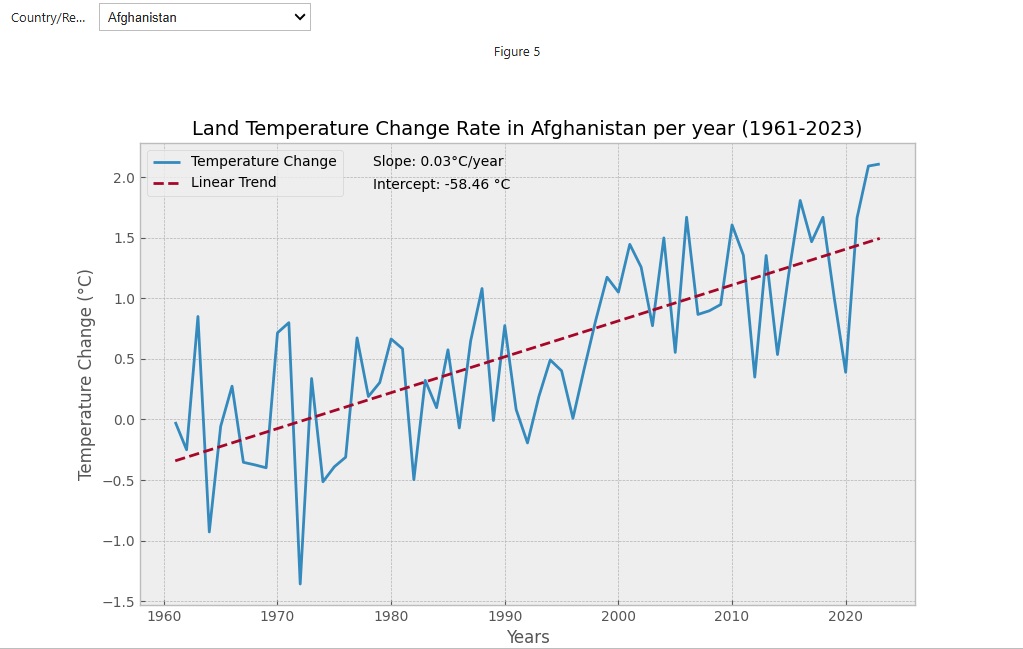 Country/Re... Afghanistan
Figure 5
Land Temperature Change Rate in Afghanistan per year (1961-2023)
Temperature Change
Linear Trend
Slope: 0.03°C/year
Intercept: -58.46 °C
Temperature Change (°C)
2.0
1.5
1.0
0.5
0.0
−0.5
−1.0
−1.5
1960 1970 1980 1990 2000 2010 2020
Years